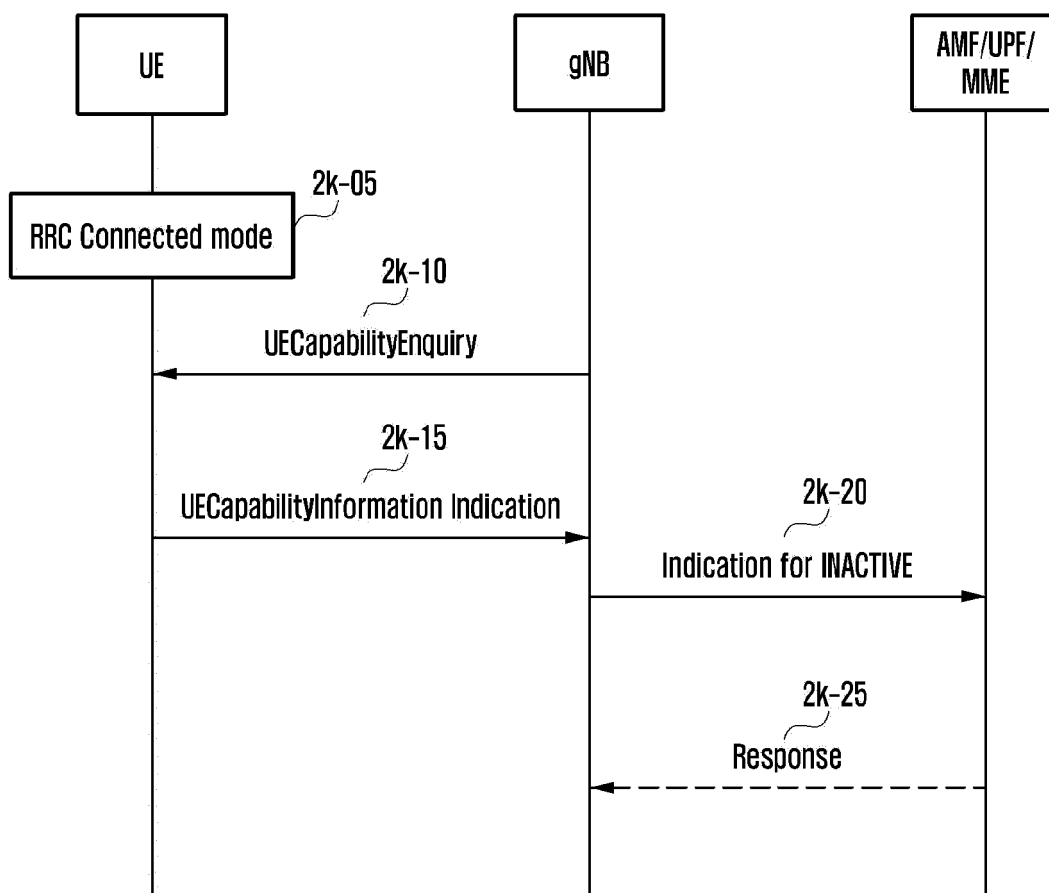 UE
gNB
AMF/UPF/
MME
2k-05
RRC Connected mode
2k-10
UECapabilityEnquiry
2k-15
UECapabilityInformation Indication
2k-20
Indication for INACTIVE
2k-25
Response